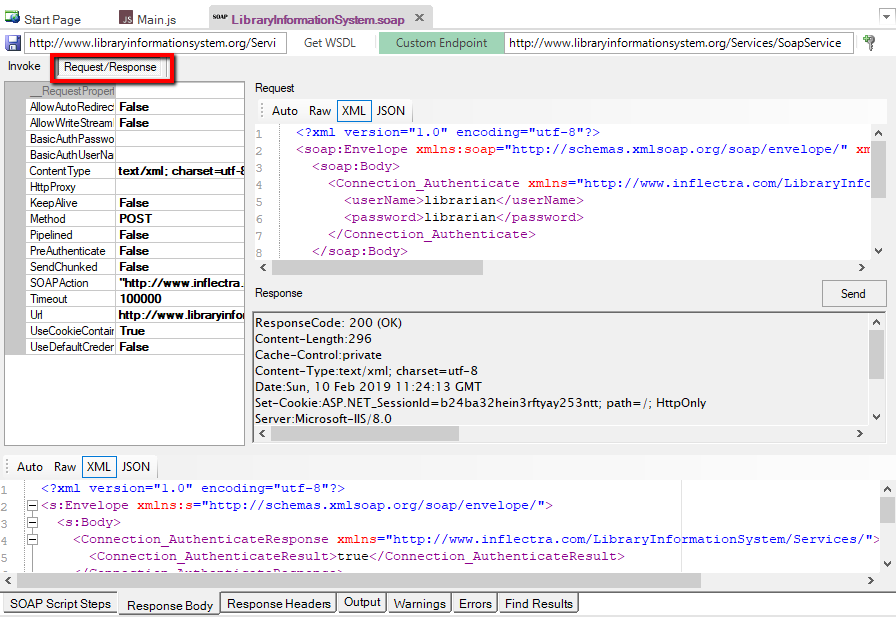 Start Page
Main.js
SOAP LibraryInformationSystem.soap
http://www.libraryinformationsystem.org/Servi
Get WSDL
Custom Endpoint
http://www.libraryinformationsystem.org/Services/SoapService
Invoke
Request/Response
__RequestPropert
AllowAutoRedirec False
AllowWriteStream False
BasicAuthPasswo
BasicAuthUserNa
ContentType text/xml; charset=utf-8
HttpProxy
KeepAlive False
Method POST
Pipelined False
PreAuthenticate False
SendChunked False
SOAPAction "http://www.inflectra.
Timeout 100000
Url http://www.libraryinfo
UseCookieContair True
UseDefaultCreder False
Request
Auto Raw XML JSON
1 <?xml version="1.0" encoding="utf-8"?>
2 <soap:Envelope xmlns:soap="http://schemas.xmlsoap.org/soap/envelope/" xm
3 <soap:Body>
4 <Connection_Authenticate xmlns="http://www.inflectra.com/LibraryInfo
5 <userName>librarian</userName>
6 <password>librarian</password>
7 </Connection_Authenticate>
8 </soap:Body>
Response
Send
ResponseCode: 200 (OK)
Content-Length:296
Cache-Control:private
Content-Type:text/xml; charset=utf-8
Date:Sun, 10 Feb 2019 11:24:13 GMT
Set-Cookie:ASP.NET_SessionId=b24ba32hein3rftyay253ntt; path=/; HttpOnly
Server:Microsoft-IIS/8.0
Auto Raw XML JSON
1 <?xml version="1.0" encoding="utf-8"?>
2 <s:Envelope xmlns:s="http://schemas.xmlsoap.org/soap/envelope/">
3 <s:Body>
4 <Connection_AuthenticateResponse xmlns="http://www.inflectra.com/LibraryInformationSystem/Services/">
5 <Connection_AuthenticateResult>true</Connection_AuthenticateResult>
</Connection_AuthenticateResponse>
SOAP Script Steps
Response Body
Response Headers
Output
Warnings
Errors
Find Results